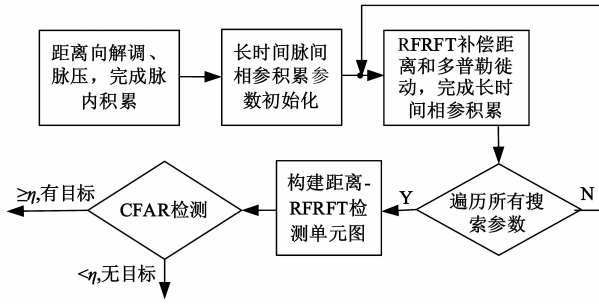 距离向解调、
脉压，完成脉
内积累
长时间脉间
相参积累参
数初始化
RFRFT补偿距
离和多普勒徙
动，完成长时
间相参积累
遍历所有搜
索参数
N
Y
构建距离-
RFRFT检
测单元图
CFAR检测
≥η,有目标
<η,无目标